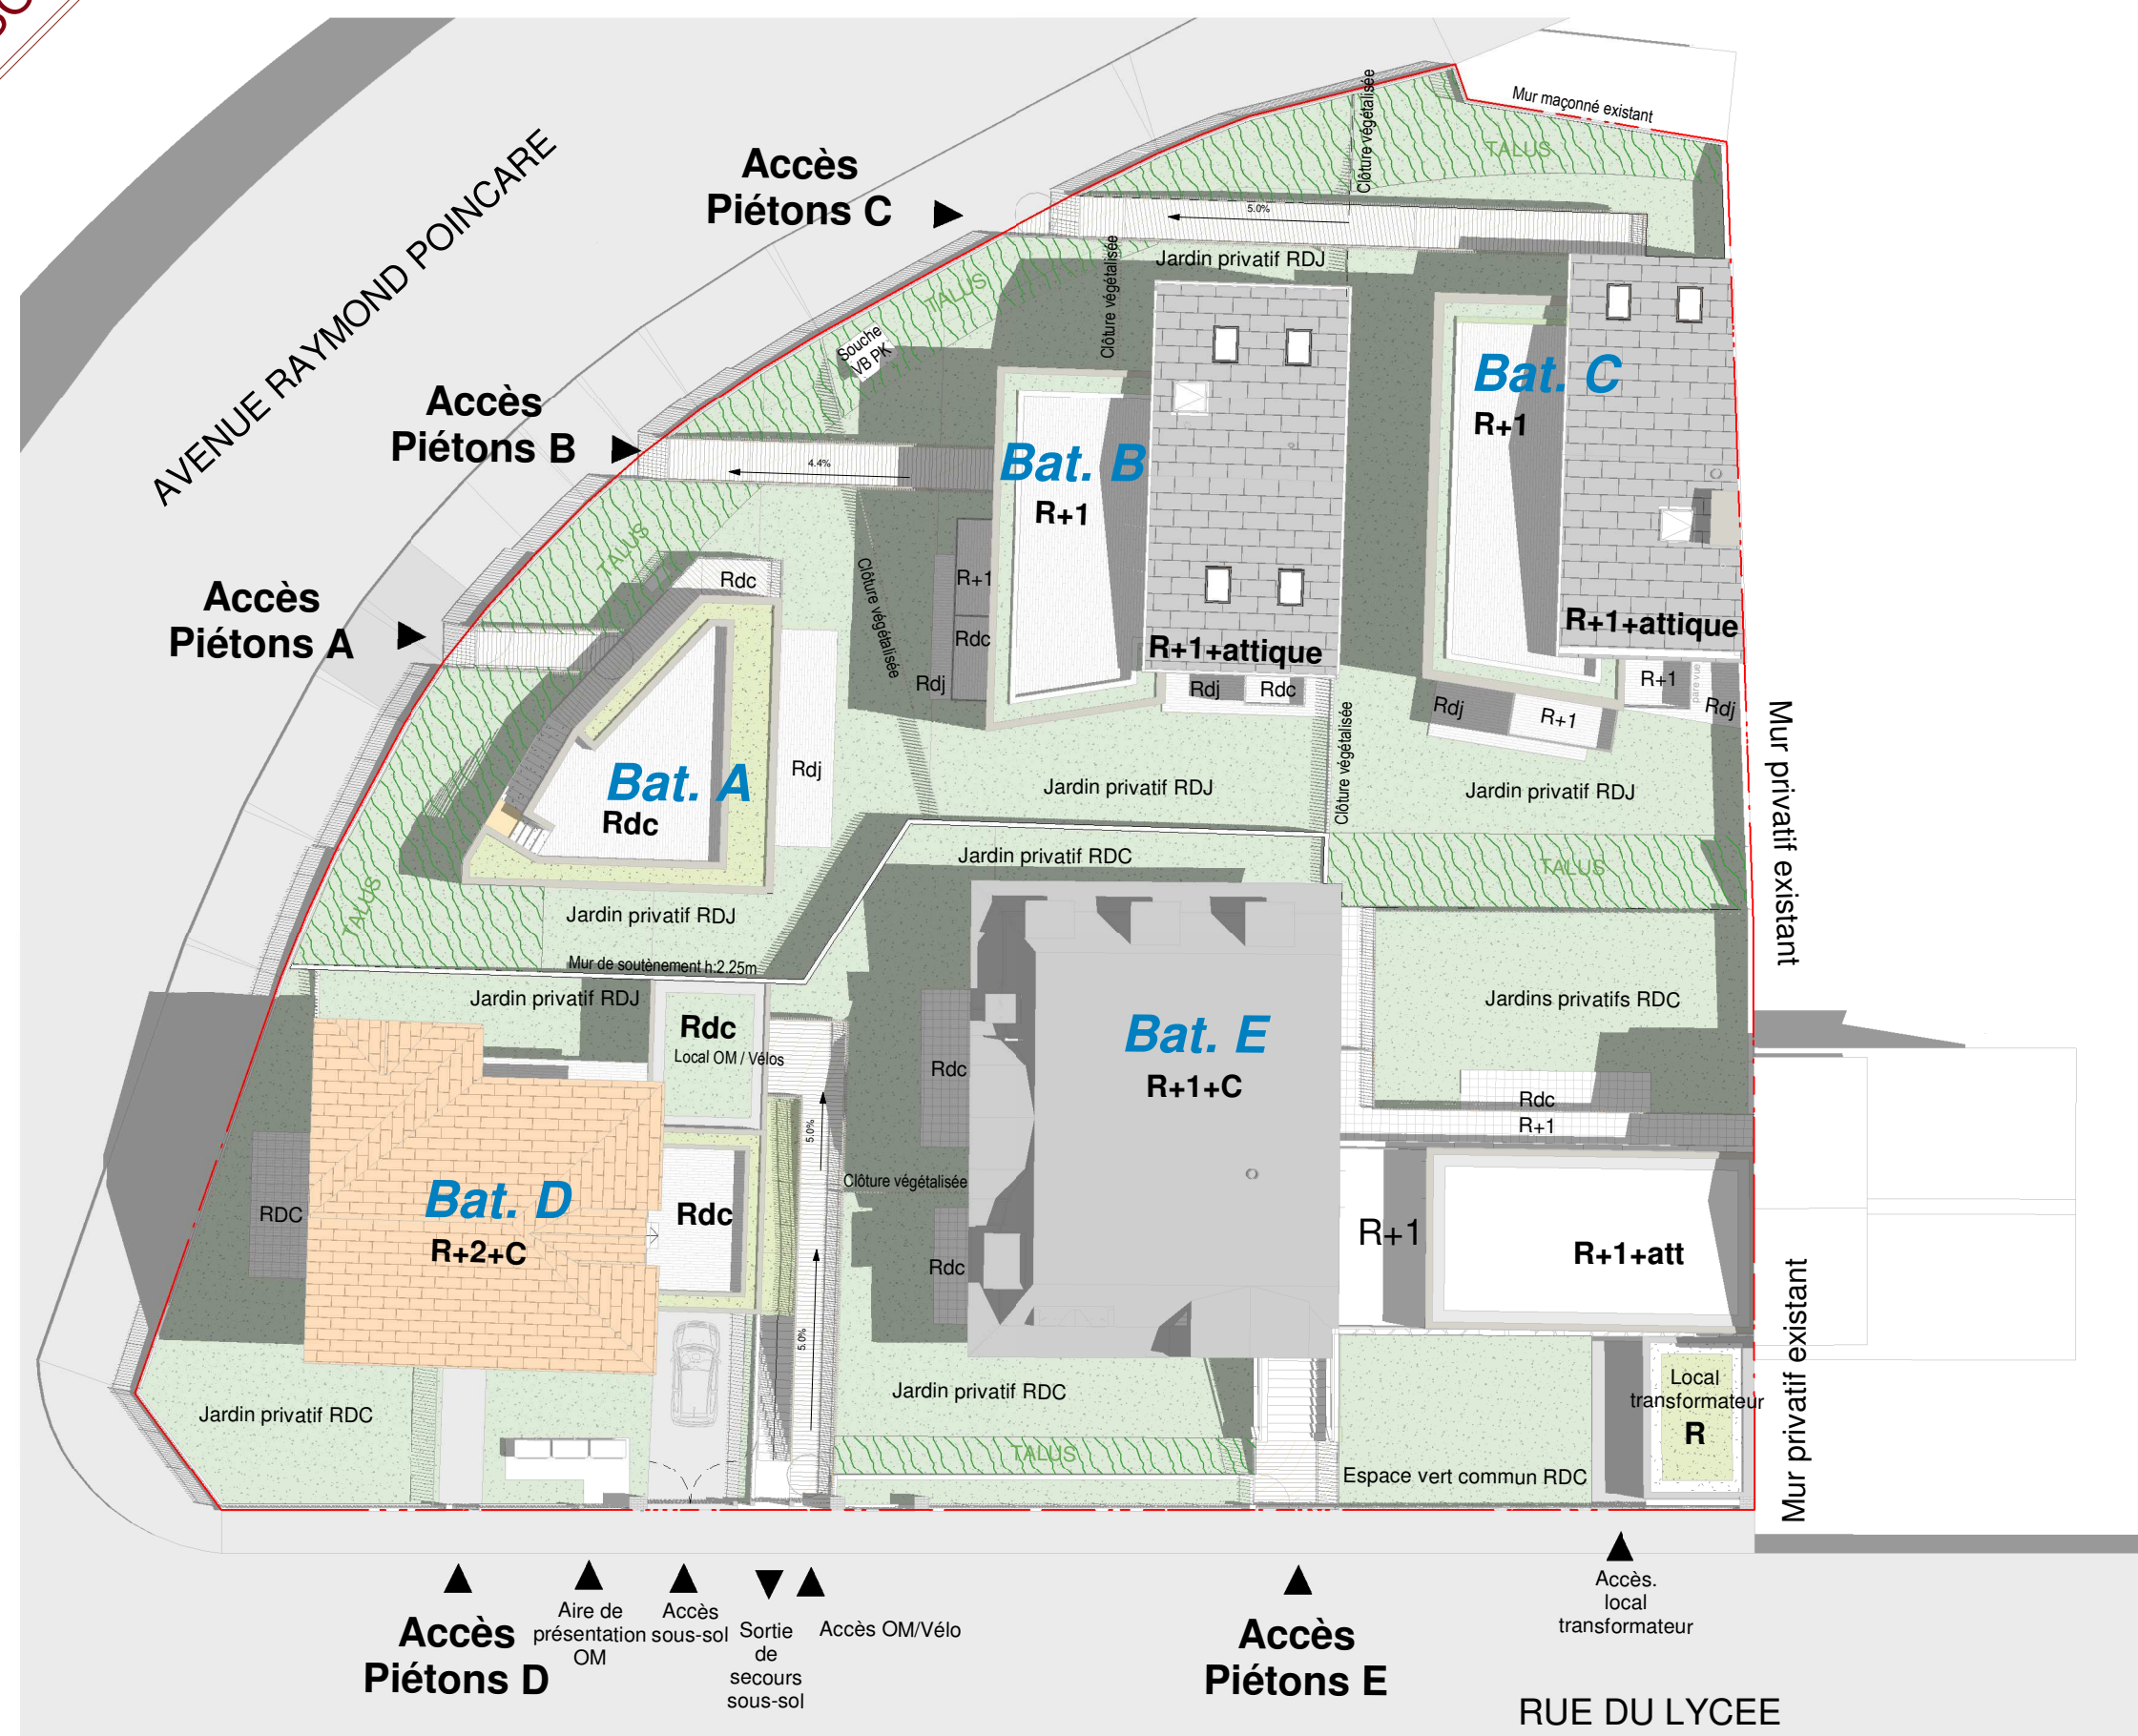 Mur maçonné existant
Clôture végétalisée
TALUS
AVENUE RAYMOND POINCARE
Accès
Piétons C
5.0%
Jardin privatif RDJ
Clôture végétalisée
TALUS
Souche
VB PK
Accès
Piétons B
4.4%
Bat. B
R+1
Bat. C
R+1
TALUS
Rdc
R+1
Rdc
Rdj
Clôture végétalisée
R+1+attique
R+1+attique
Accès
Piétons A
Rdj
Rdc
Rdj
R+1
R+1
pare vue
Rdj
Bat. A
Rdc
Rdj
Jardin privatif RDJ
Clôture végétalisée
Jardin privatif RDJ
Mur privatif existant
Jardin privatif RDC
TALUS
TALUS
Jardin privatif RDJ
Mur de soutènement h:2.25m
Jardin privatif RDJ
Rdc
Local OM / Vélos
Bat. E
R+1+C
Jardins privatifs RDC
Rdc
Rdc
R+1
5.0%
Clôture végétalisée
Bat. D
R+2+C
RDC
Rdc
Rdc
R+1
R+1+att
5.0%
Mur privatif existant
Jardin privatif RDC
Jardin privatif RDC
TALUS
Local
transformateur
R
Espace vert commun RDC
Accès
Piétons D
Aire de
présentation
OM
Accès
sous-sol
Sortie
de
secours
sous-sol
Accès OM/Vélo
Accès
Piétons E
Accès.
local
transformateur
RUE DU LYCEE